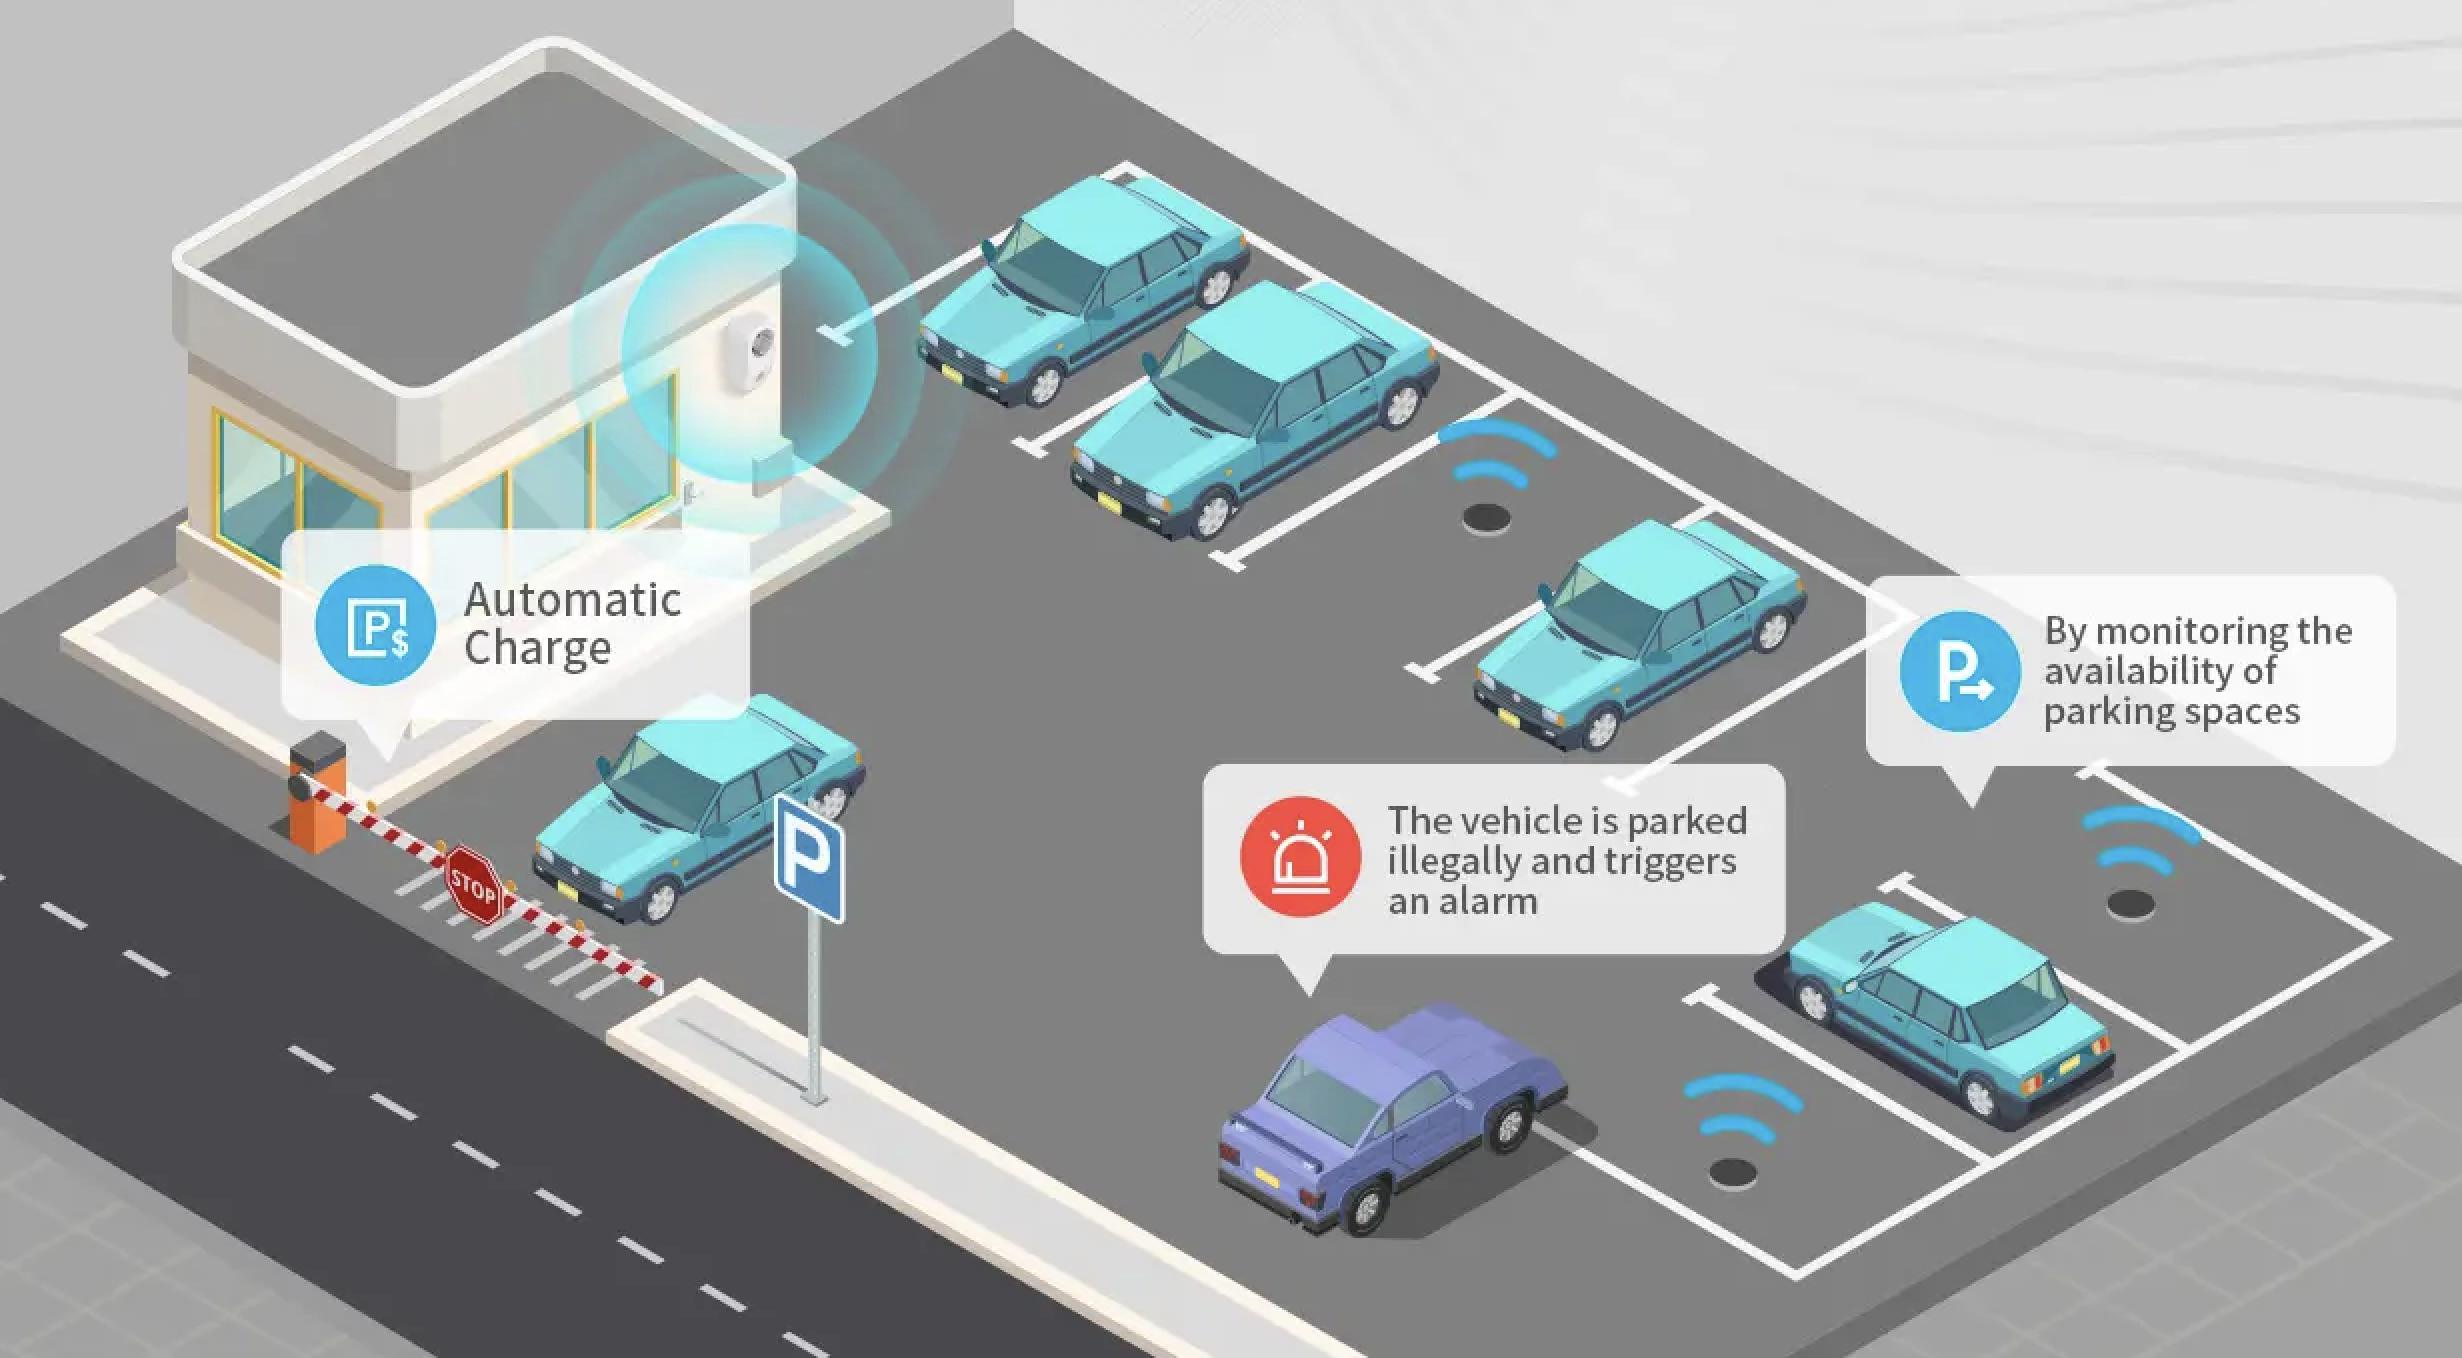 P$
Automatic
Charge
STOP
P
The vehicle is parked
illegally and triggers
an alarm
P
By monitoring the
availability of
parking spaces